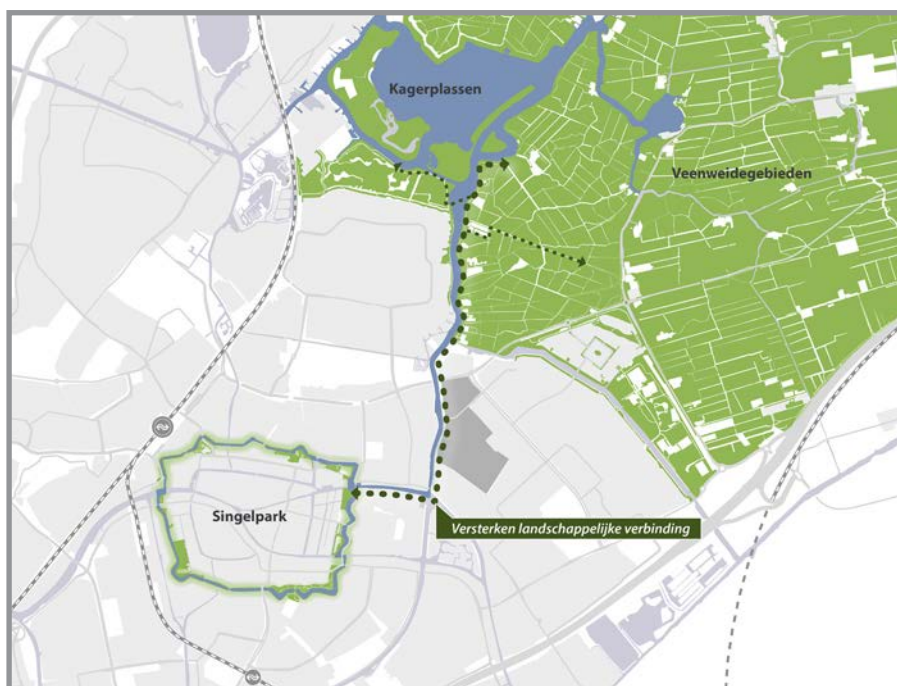 Kagerplassen
Veenweidegebieden
Singelpark
Versterken landschappelijke verbinding